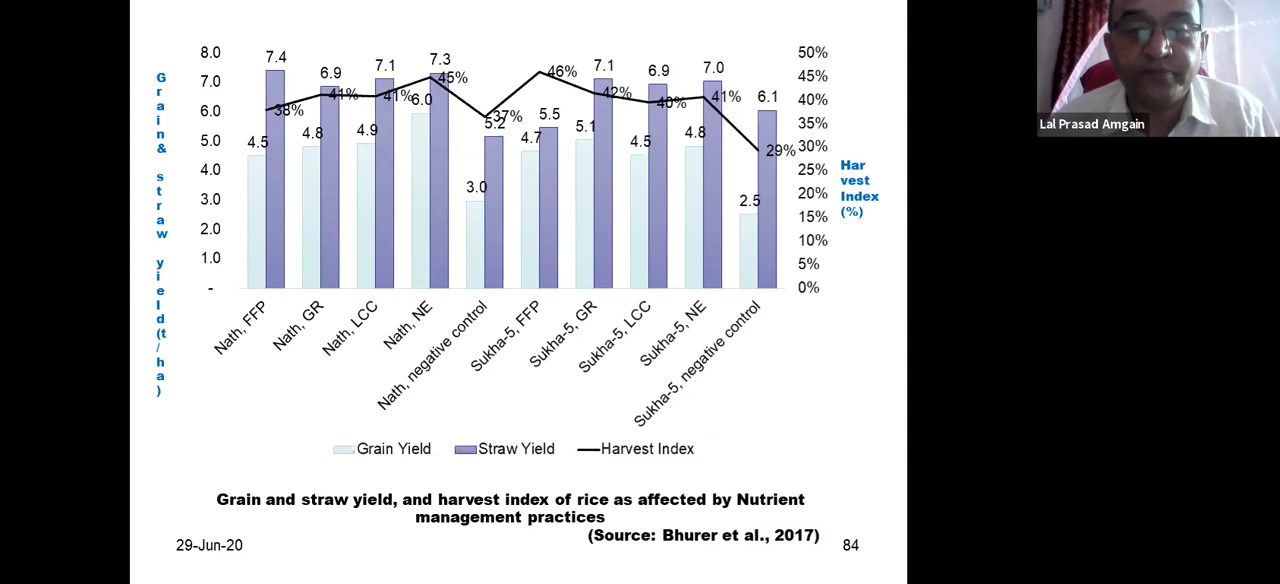 8.0
7.0
6.0
5.0
4.0
3.0
2.0
1.0
-
Grain & straw yield (t/ha)
7.4
6.9
7.1
7.3
5.2
5.5
7.1
6.9
7.0
6.1
38%
41%
41%
45%
37%
46%
42%
40%
41%
29%
4.5
4.8
4.9
6.0
3.0
4.7
5.1
4.5
4.8
2.5
50%
45%
40%
35%
30%
25%
20%
15%
10%
5%
0%
Har
vest
Index
(%)
Nath, FFP
Nath, GR
Nath, LCC
Nath, NE
Nath, negative control
Sukha-5, FFP
Sukha-5, GR
Sukha-5, LCC
Sukha-5, NE
Sukha-5, negative control
Grain Yield
Straw Yield
Harvest Index
Grain and straw yield, and harvest index of rice as affected by Nutrient
management practices
(Source: Bhurer et al., 2017)
29-Jun-20
84
Lal Prasad Amgain